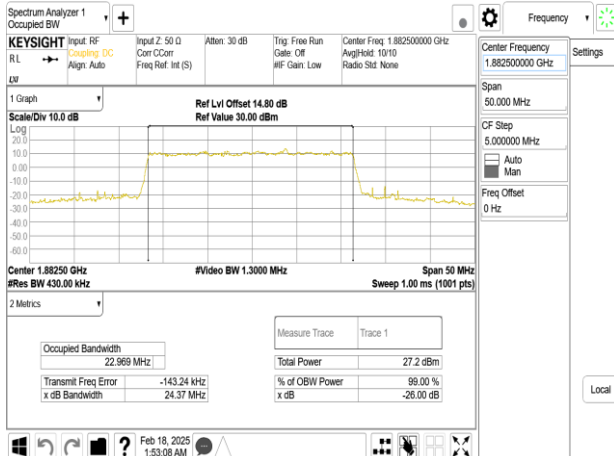 Spectrum Analyzer 1
Occupied BW
+
Frequency
KEYSIGHT
Input: RF
Coupling: DC
Align: Auto
Input Z: 50 Ω
Corr CCorr
Freq Ref: Int (S)
Atten: 30 dB
Trig: Free Run
Gate: Off
#IF Gain: Low
Center Freq: 1.882500000 GHz
Avg|Hold: 10/10
Radio Std: None
RL
LXI
Center Frequency
1.882500000 GHz
Settings
Span
50.000 MHz
CF Step
5.000000 MHz
Auto
Man
Freq Offset
0 Hz
Local
1 Graph
Scale/Div 10.0 dB
Ref Lvl Offset 14.80 dB
Ref Value 30.00 dBm
Log
20.0
10.0
0.00
-10.0
-20.0
-30.0
-40.0
-50.0
-60.0
Center 1.88250 GHz
#Video BW 1.3000 MHz
Span 50 MHz
#Res BW 430.00 kHz
Sweep 1.00 ms (1001 pts)
2 Metrics
Measure Trace
Trace 1
Occupied Bandwidth
22.969 MHz
Total Power
27.2 dBm
Transmit Freq Error
-143.24 kHz
% of OBW Power
99.00 %
x dB Bandwidth
24.37 MHz
x dB
-26.00 dB
?
Feb 18, 2025
1:53:08 AM